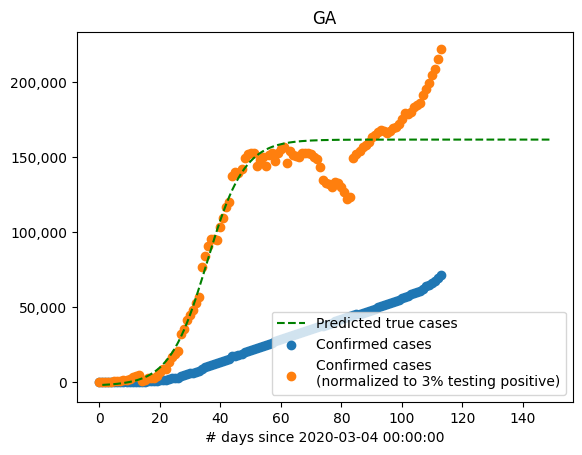 GA
200,000
150,000
100,000
50,000
0
Predicted true cases
Confirmed cases
Confirmed cases
(normalized to 3% testing positive)
0 20 40 60 80 100 120 140
# days since 2020-03-04 00:00:00